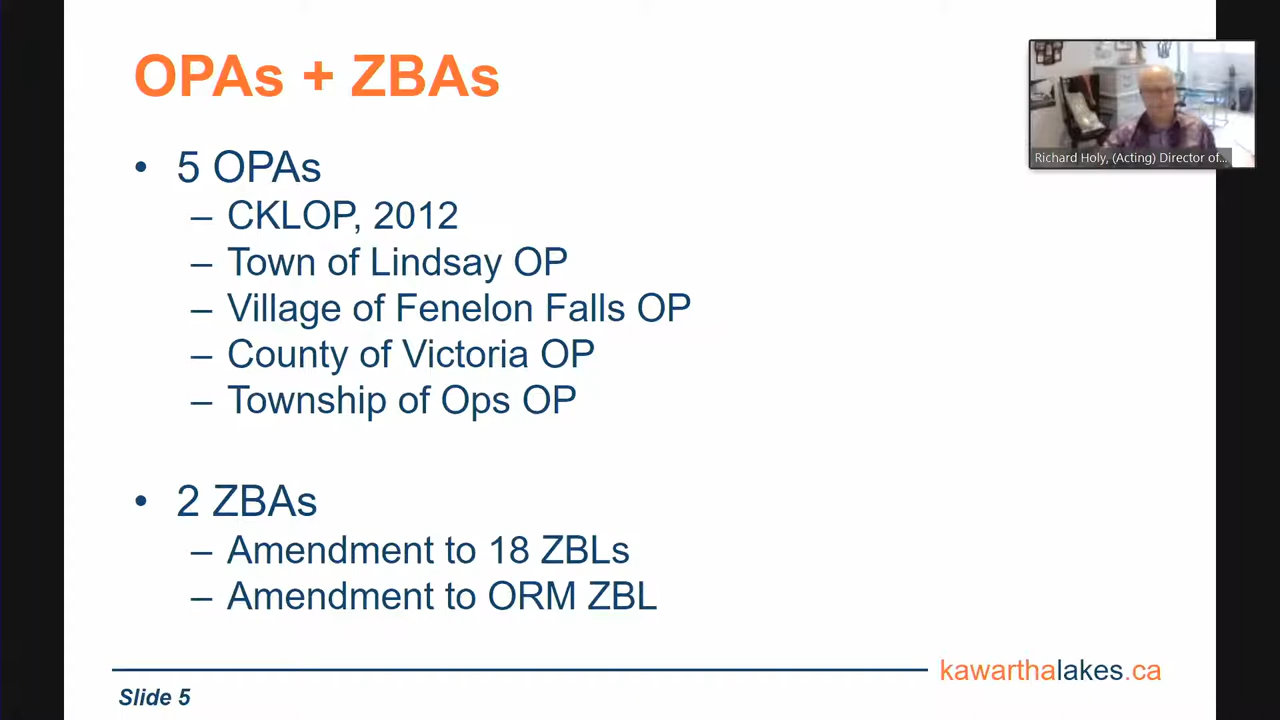 OPAs + ZBAs
Richard Holy, (Acting) Director of...
• 5 OPAs
– CKLOP, 2012
– Town of Lindsay OP
– Village of Fenelon Falls OP
– County of Victoria OP
– Township of Ops OP
• 2 ZBAs
– Amendment to 18 ZBLs
– Amendment to ORM ZBL
kawarthalakes.ca
Slide 5